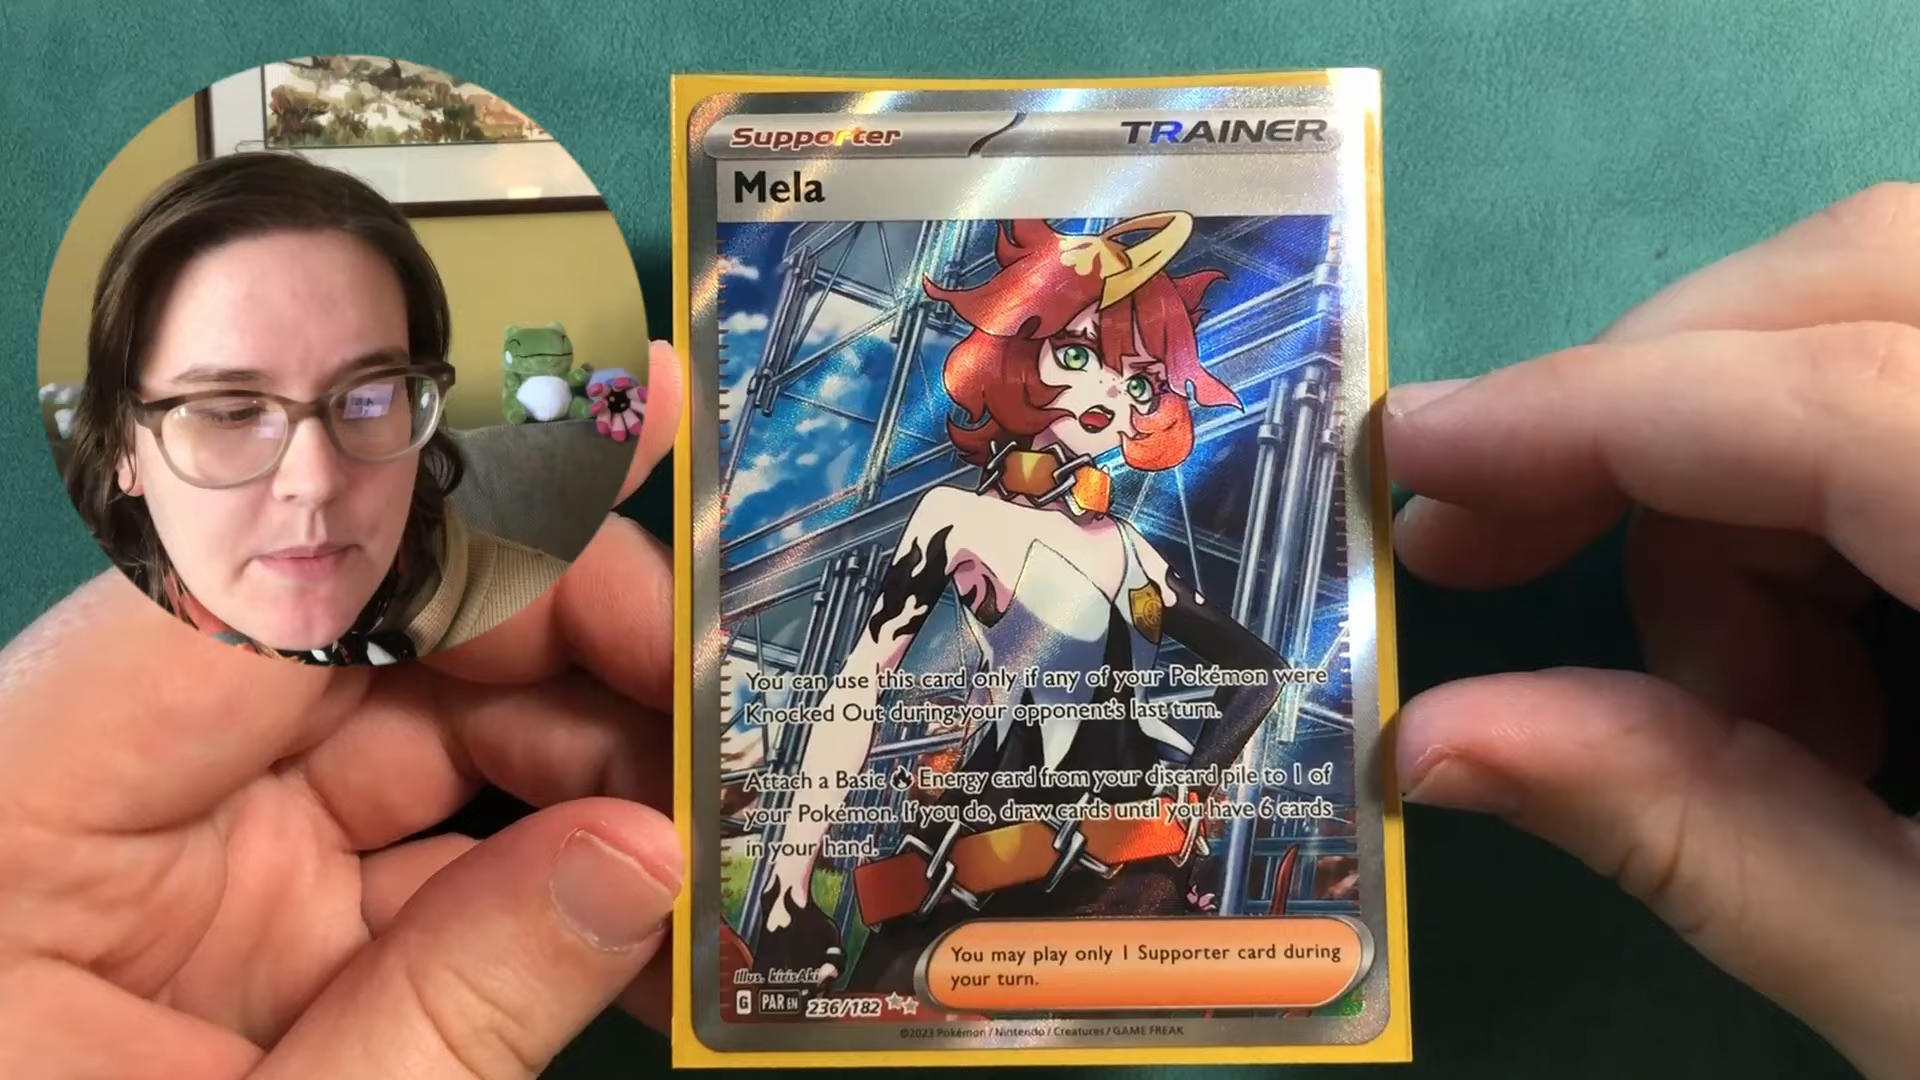 Supporter
TRAINER
Mela
You can use this card only if any of your Pokémon were
Knocked Out during your opponent's last turn.
Attach a Basic Energy card from your discard pile to 1 of
your Pokémon. If you do, draw cards until you have 6 cards
in your hand.
You may play only 1 Supporter card during
your turn.
Illus. kirisAki
G PAR EN 236/182
©2023 Pokémon / Nintendo / Creatures / GAME FREAK